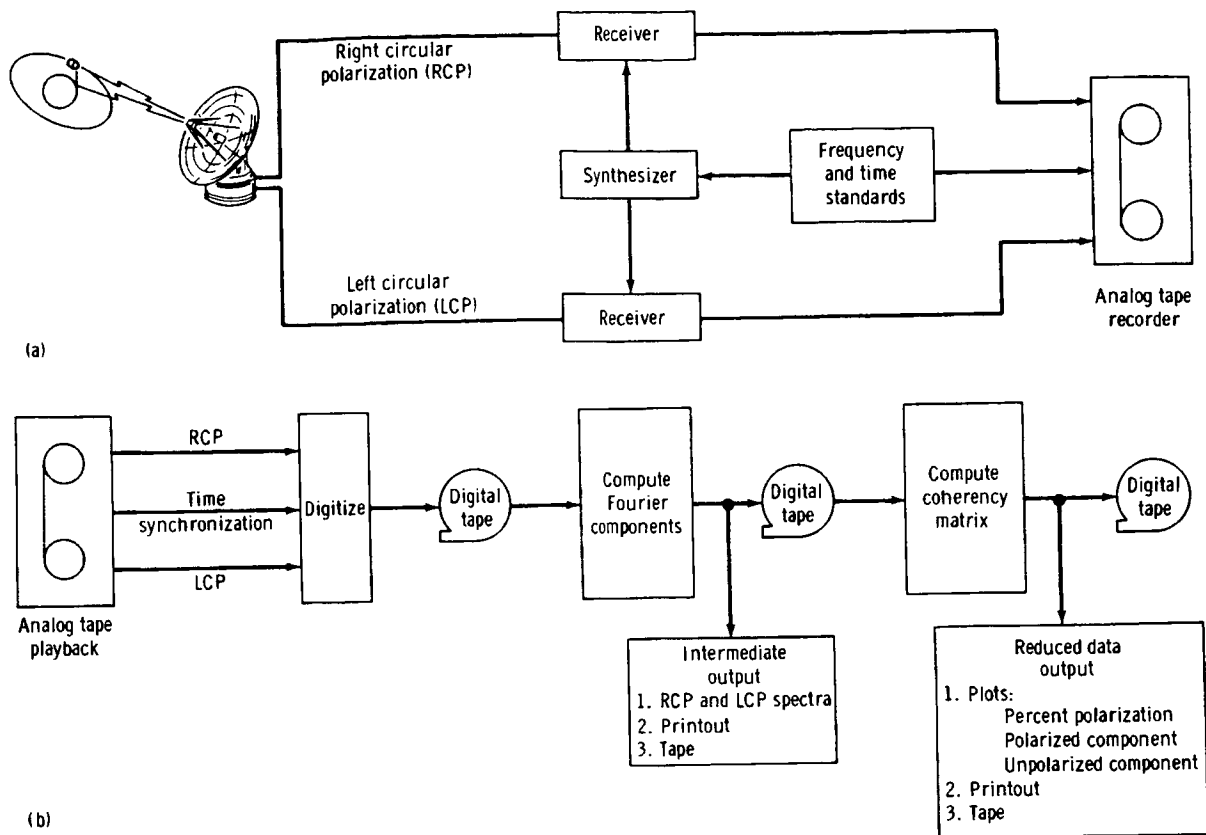 Right circular
polarization (RCP)
Receiver
Synthesizer
Frequency
and time
standards
Left circular
polarization (LCP)
Receiver
Analog tape
recorder
(a)
RCP
Time
synchronization
LCP
Analog tape
playback
Digitize
Digital
tape
Compute
Fourier
components
Digital
tape
Compute
coherency
matrix
Digital
tape
Intermediate
output
1. RCP and LCP spectra
2. Printout
3. Tape
Reduced data
output
1. Plots:
Percent polarization
Polarized component
Unpolarized component
2. Printout
3. Tape
(b)